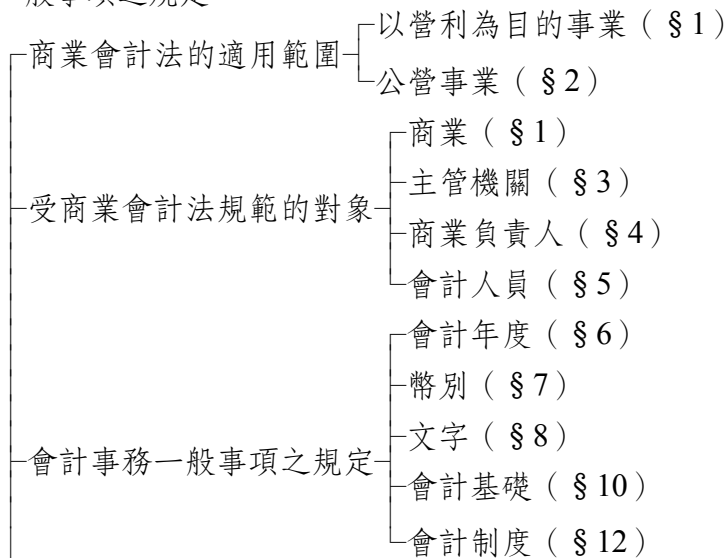 商業會計法的適用範圍
以營利為目的事業（§1）
公營事業（§2）
受商業會計法規範的對象
商業（§1）
主管機關（§3）
商業負責人（§4）
會計人員（§5）
會計事務一般事項之規定
會計年度（§6）
幣別（§7）
文字（§8）
會計基礎（§10）
會計制度（§12）